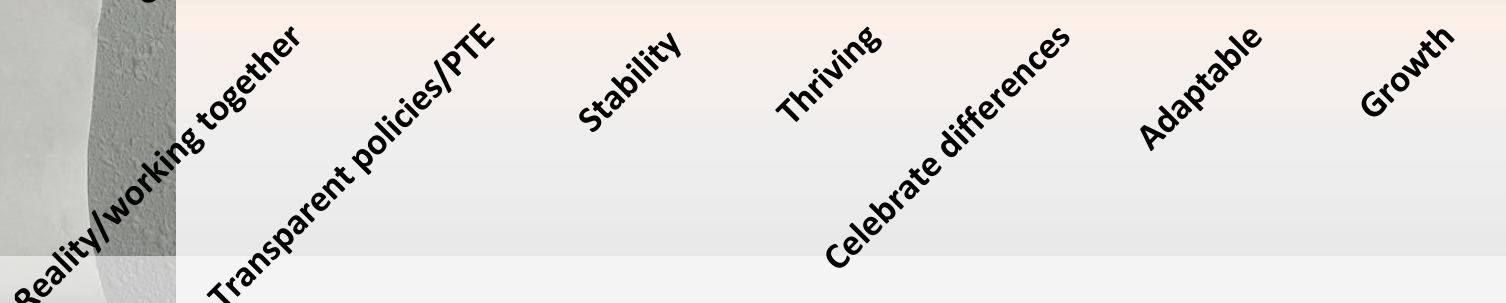 Reality/working together
Transparent policies/PTE
Stability
Thriving
Celebrate differences
Adaptable
Growth